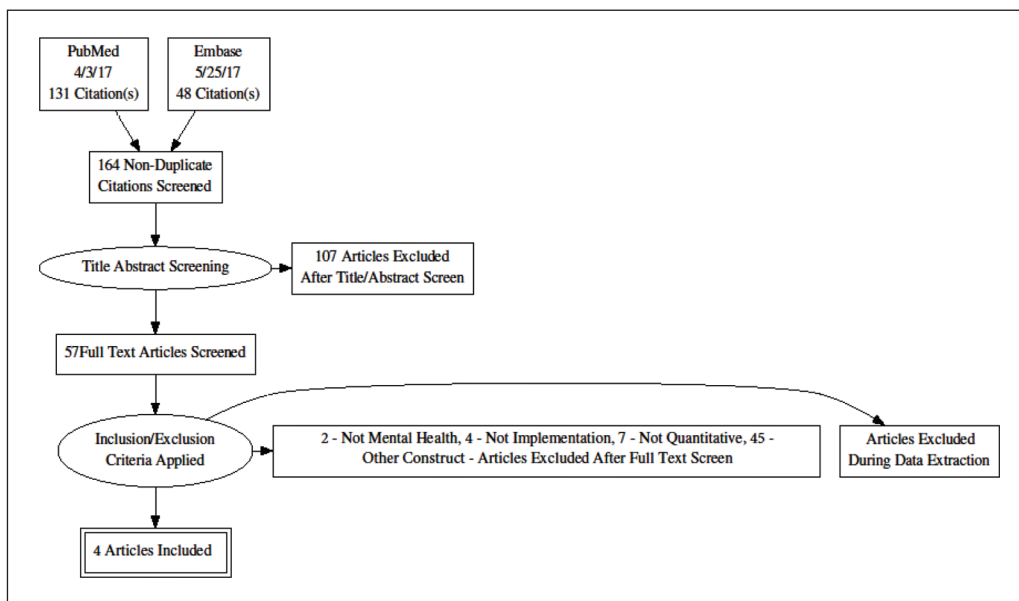 PubMed
4/3/17
131 Citation(s)
Embase
5/25/17
48 Citation(s)
164 Non-Duplicate
Citations Screened
Title Abstract Screening
107 Articles Excluded
After Title/Abstract Screen
57Full Text Articles Screened
Inclusion/Exclusion
Criteria Applied
2 - Not Mental Health, 4 - Not Implementation, 7 - Not Quantitative, 45 -
Other Construct - Articles Excluded After Full Text Screen
Articles Excluded
During Data Extraction
4 Articles Included